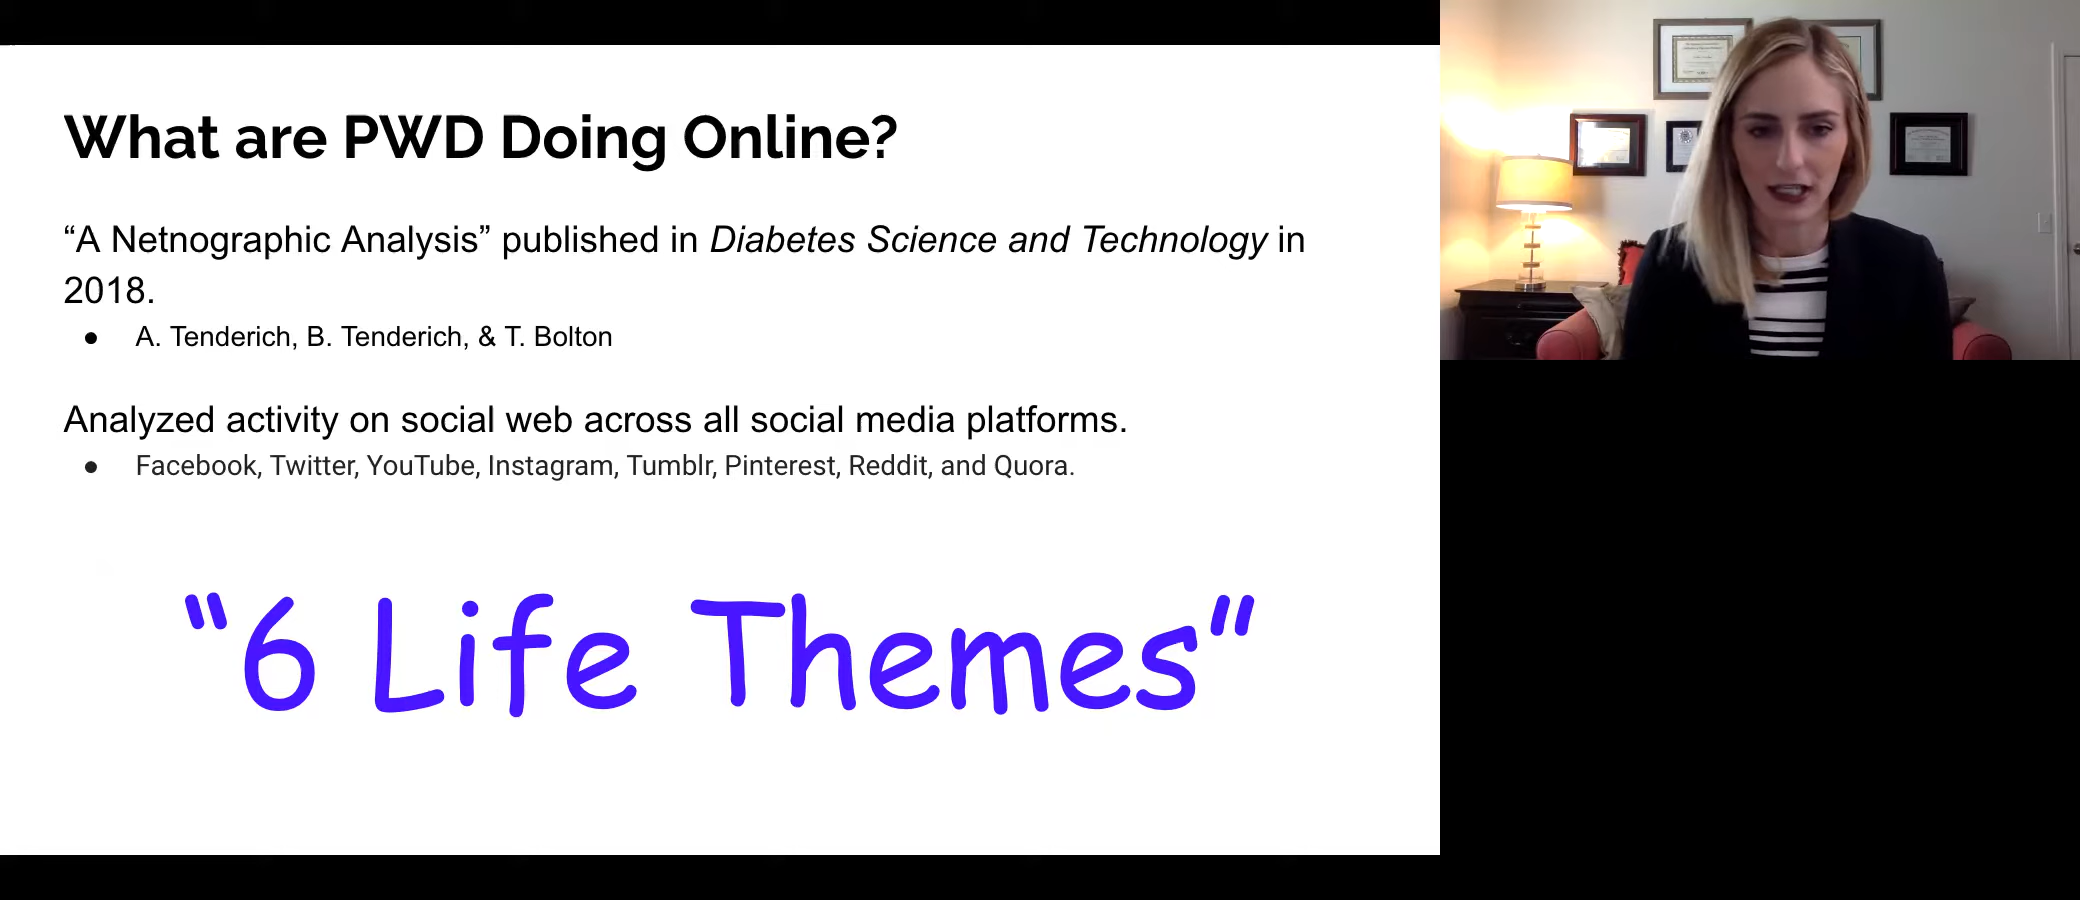 What are PWD Doing Online?
“A Netnographic Analysis” published in Diabetes Science and Technology in
2018.
● A. Tenderich, B. Tenderich, & T. Bolton
Analyzed activity on social web across all social media platforms.
● Facebook, Twitter, YouTube, Instagram, Tumblr, Pinterest, Reddit, and Quora.
“6 Life Themes”